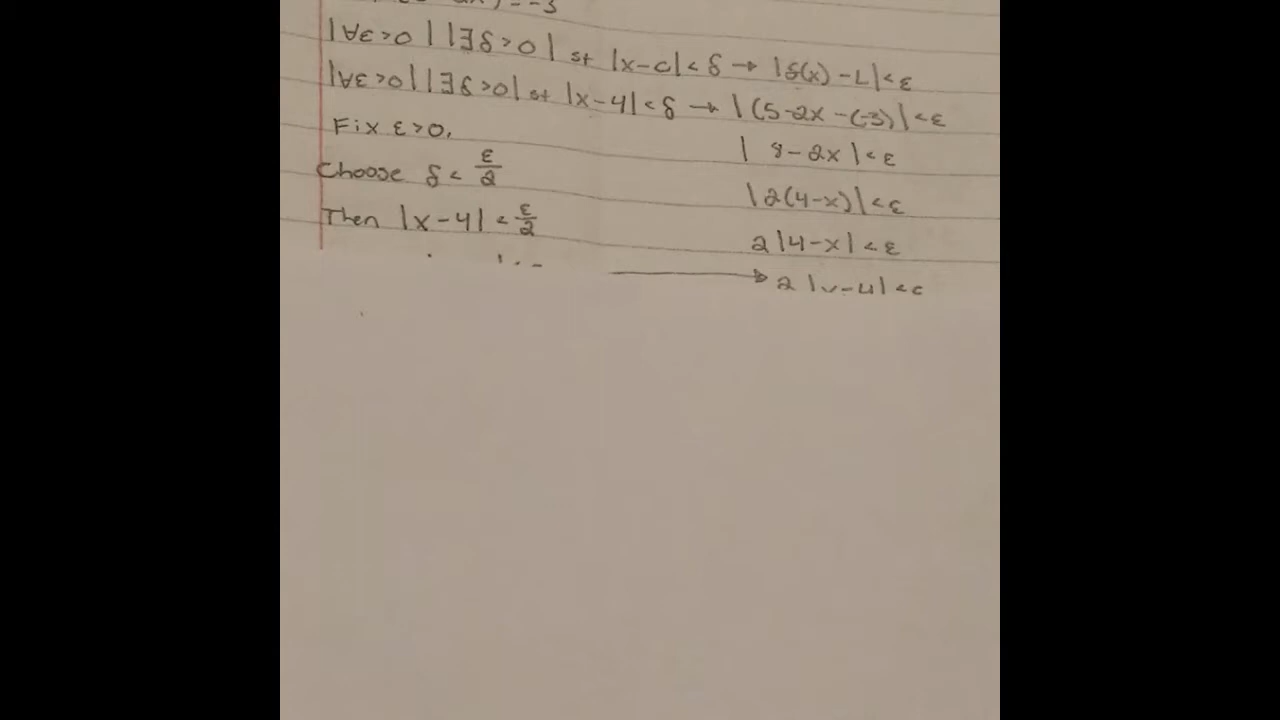 = -3
|∀ε>0| |∃δ>0| st |x-c|<δ → |f(x)-L|<ε
|∀ε>0| |∃δ>0| st |x-4|<δ → |(5-2x-(-3)|<ε
Fix ε>0,
| 8-2x|<ε
Choose δ< ε/2
|2(4-x)|<ε
Then |x-4| < ε/2
2|4-x|<ε
→ 2|x-4|<ε